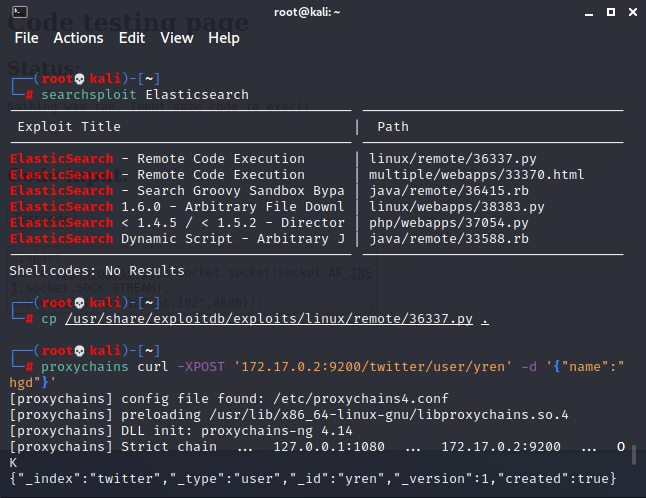 root@kali: ~
File Actions Edit View Help
Code testing page
Status:
┌──(root💀kali)-[~]
└─# searchsploit Elasticsearch
Exploit Title | Path
ElasticSearch - Remote Code Execution | linux/remote/36337.py
ElasticSearch - Remote Code Execution | multiple/webapps/33370.html
ElasticSearch - Search Groovy Sandbox Bypa | java/remote/36415.rb
ElasticSearch 1.6.0 - Arbitrary File Downl | linux/webapps/38383.py
ElasticSearch < 1.4.5 / < 1.5.2 - Director | php/webapps/37054.py
ElasticSearch Dynamic Script - Arbitrary J | java/remote/33588.rb
Shellcodes: No Results
┌──(root💀kali)-[~]
└─# cp /usr/share/exploitdb/exploits/linux/remote/36337.py .
┌──(root💀kali)-[~]
└─# proxychains curl -XPOST '172.17.0.2:9200/twitter/user/yren' -d '{"name":"
hgd"}'
[proxychains] config file found: /etc/proxychains4.conf
[proxychains] preloading /usr/lib/x86_64-linux-gnu/libproxychains.so.4
[proxychains] DLL init: proxychains-ng 4.14
[proxychains] Strict chain ... 127.0.0.1:1080 ... 172.17.0.2:9200 ... O
K
{"_index":"twitter","_type":"user","_id":"yren","_version":1,"created":true}